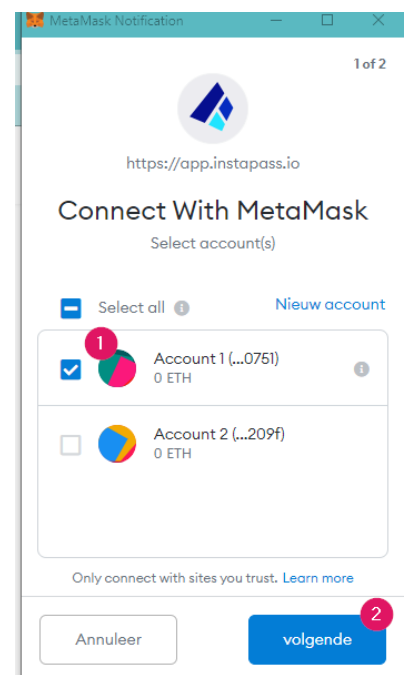 MetaMask Notification
1 of 2
https://app.instapass.io
Connect With MetaMask
Select account(s)
Select all
Nieuw account
1
Account 1 (...0751)
0 ETH
Account 2 (...209f)
0 ETH
Only connect with sites you trust. Learn more
2
Annuleer
volgende